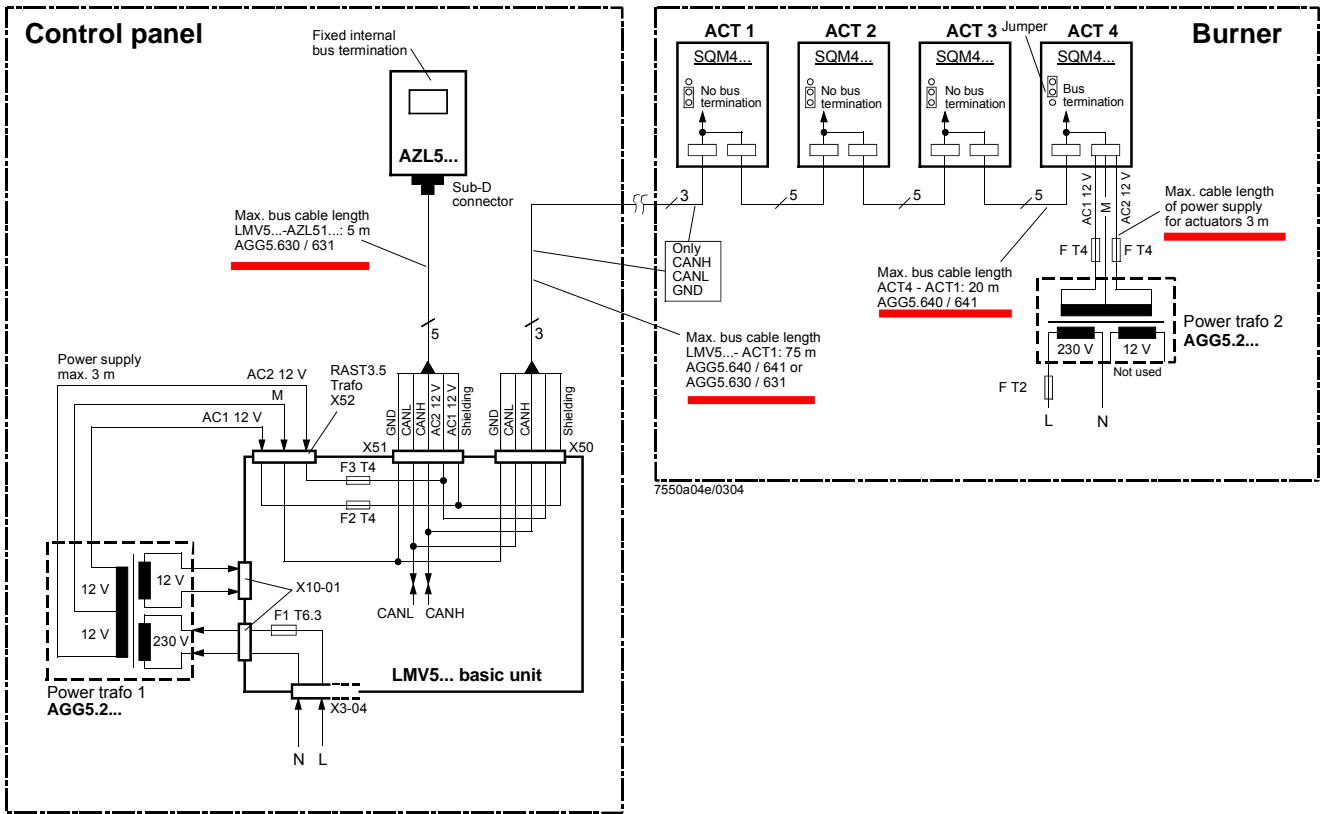 Control panel
Fixed internal
bus termination
AZL5...
Sub-D
connector
Max. bus cable length
LMV5...-AZL51...: 5 m
AGG5.630 / 631
5
3
Power supply
max. 3 m
AC2 12 V
M
AC1 12 V
RAST3.5
Trafo
X52
GND
CANL
CANH
AC2 12 V
AC1 12 V
Shielding
GND
CANL
CANH
Shielding
X51
X50
F3 T4
F2 T4
12 V
12 V
12 V
230 V
X10-01
F1 T6.3
CANL
CANH
LMV5... basic unit
Power trafo 1
AGG5.2...
X3-04
N
L
Burner
ACT 1
ACT 2
ACT 3
Jumper
ACT 4
SQM4...
SQM4...
SQM4...
SQM4...
No bus
termination
No bus
termination
No bus
termination
Bus
termination
3
5
5
5
Only
CANH
CANL
GND
AC1 12 V
M
AC2 12 V
Max. cable length
of power supply
for actuators 3 m
F T4
F T4
Max. bus cable length
ACT4 - ACT1: 20 m
AGG5.640 / 641
Max. bus cable length
LMV5...- ACT1: 75 m
AGG5.640 / 641 or
AGG5.630 / 631
230 V
12 V
Power trafo 2
AGG5.2...
Not used
F T2
L
N
7550a04e/0304